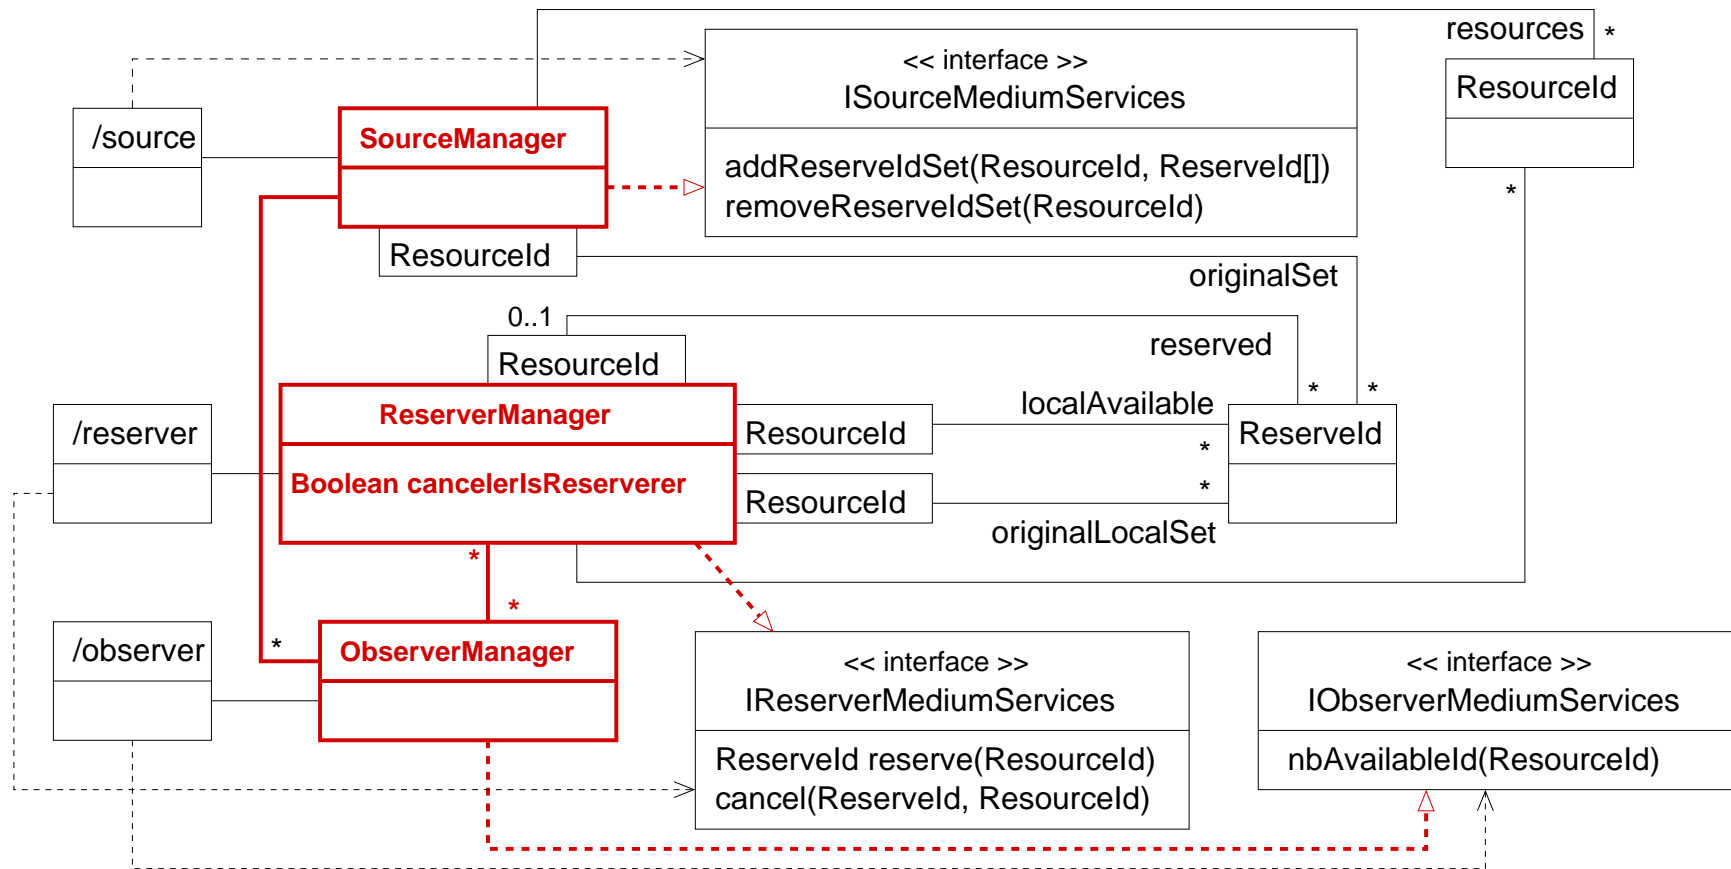 resources
*
<< interface >>
ISourceMediumServices
ResourceId
/source
SourceManager
addReserveIdSet(ResourceId, ReserveId[])
removeReserveIdSet(ResourceId)
*
ResourceId
originalSet
0..1
reserved
ResourceId
*
*
localAvailable
ReserverManager
/reserver
ResourceId
*
ReserveId
Boolean cancelerIsReserverer
ResourceId
*
originalLocalSet
*
*
*
/observer
ObserverManager
<< interface >>
IReserverMediumServices
<< interface >>
IObserverMediumServices
ReserveId reserve(ResourceId)
cancel(ReserveId, ResourceId)
nbAvailableId(ResourceId)